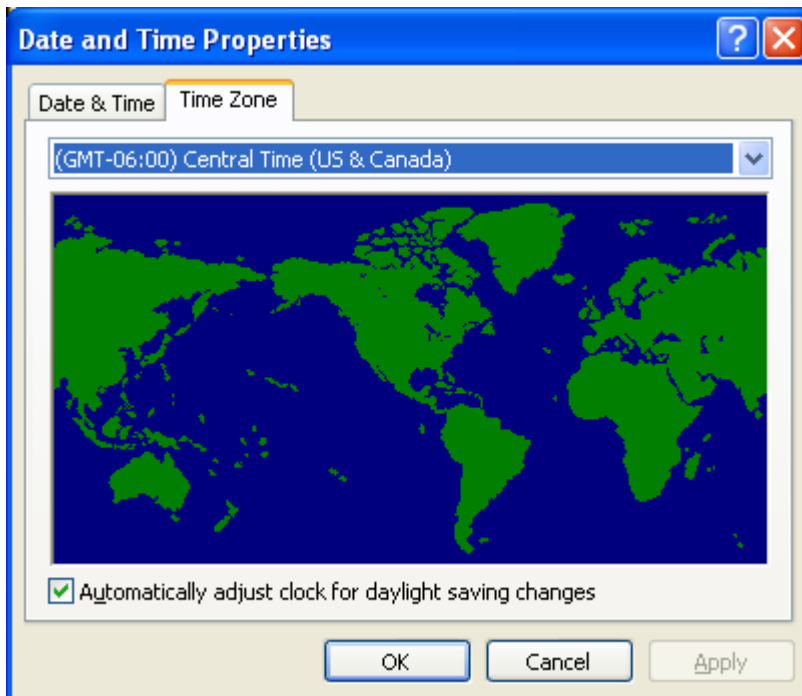 Date and Time Properties
Date & Time
Time Zone
(GMT-06:00) Central Time (US & Canada)
Automatically adjust clock for daylight saving changes
OK
Cancel
Apply